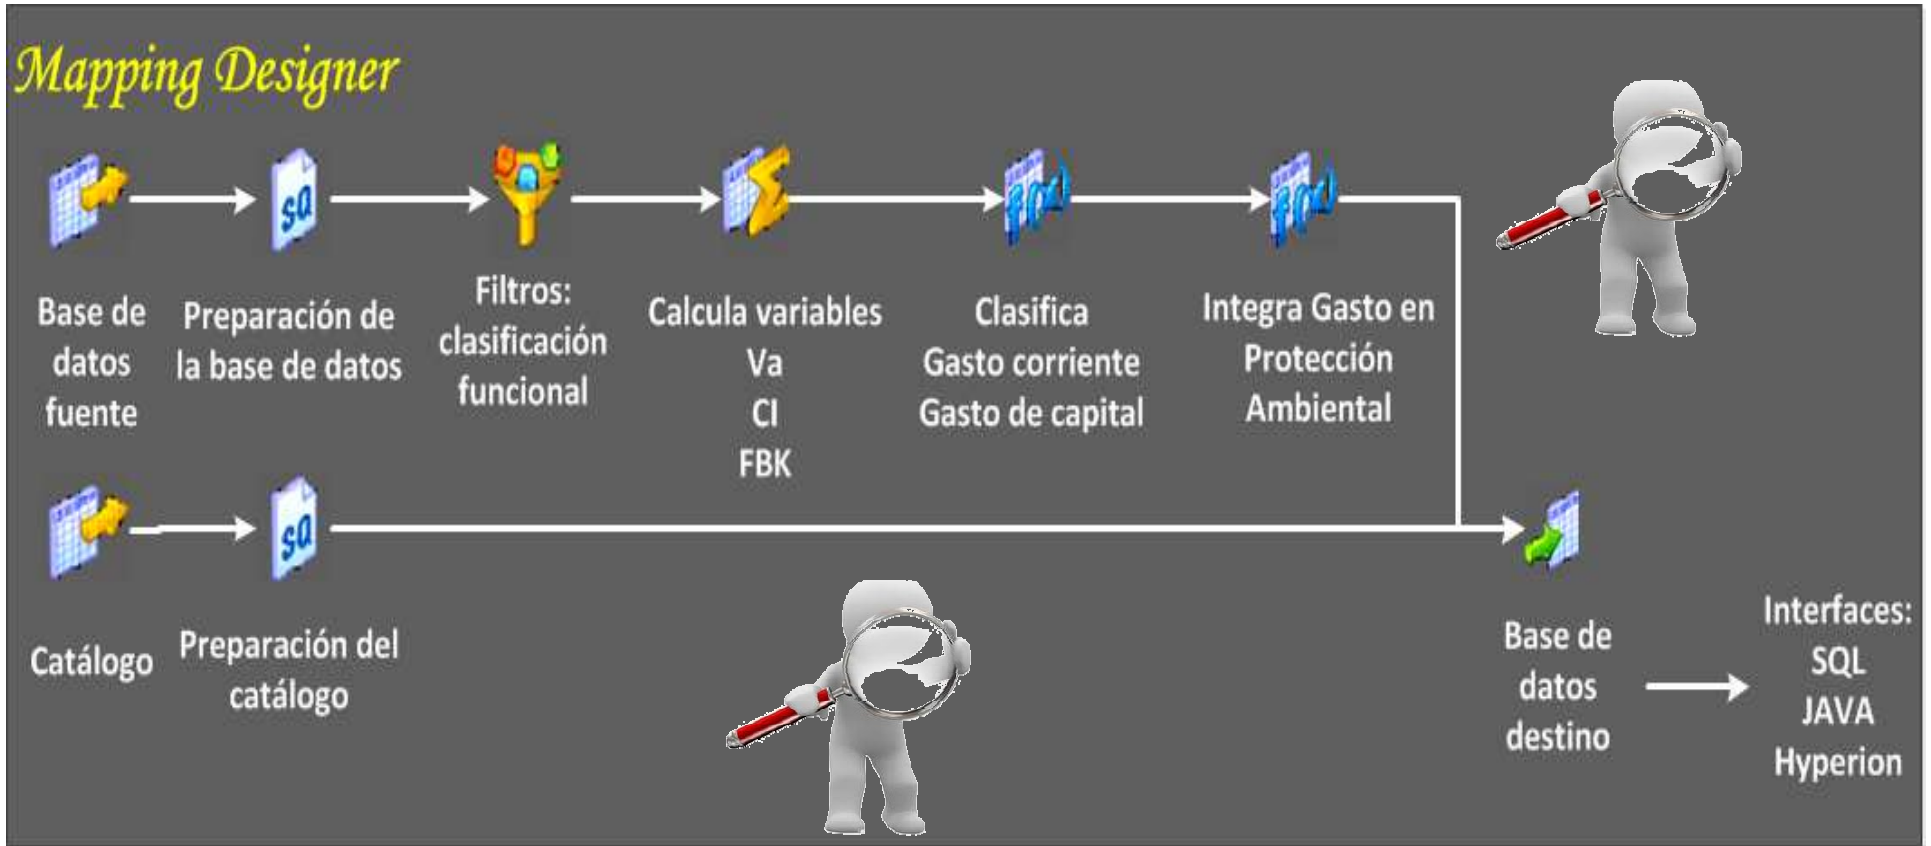 Mapping Designer
sq
Base de
datos
fuente
Preparación de
la base de datos
Filtros:
clasificación
funcional
Calcula variables
Va
CI
FBK
f(x)
Clasifica
Gasto corriente
Gasto de capital
f(x)
Integra Gasto en
Protección
Ambiental
sq
Catálogo
Preparación del
catálogo
Base de
datos
destino
Interfaces:
SQL
JAVA
Hyperion